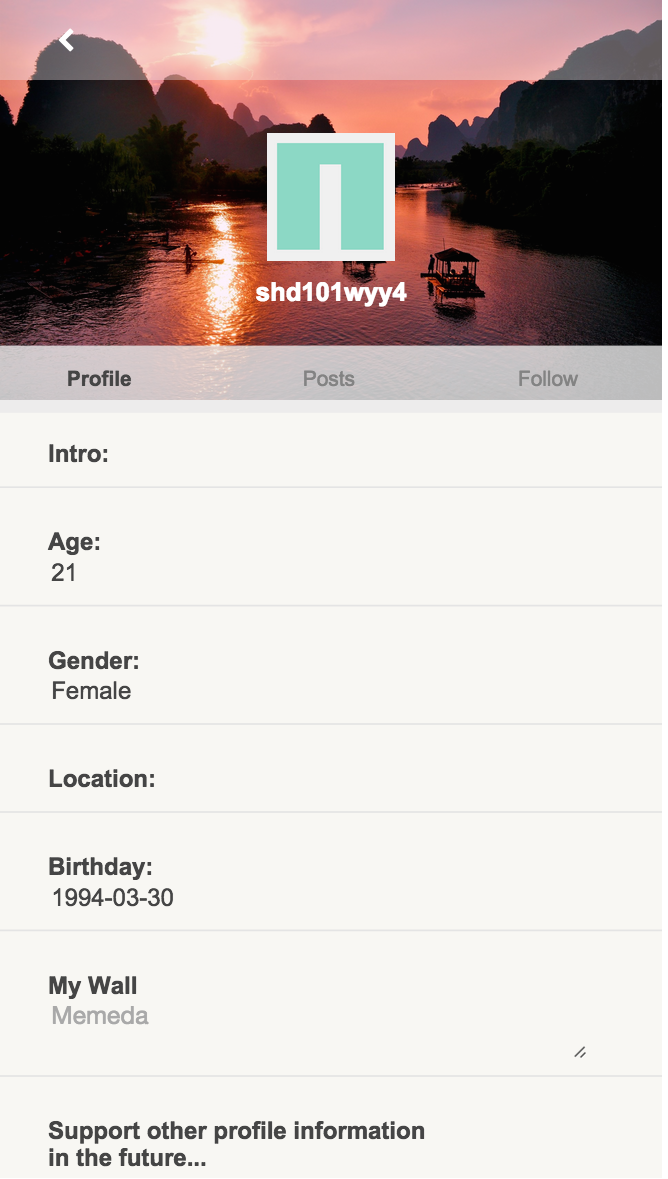 shd101wyy4
Profile Posts Follow
Intro:
Age:
21
Gender:
Female
Location:
Birthday:
1994-03-30
My Wall
Memeda
Support other profile information
in the future...